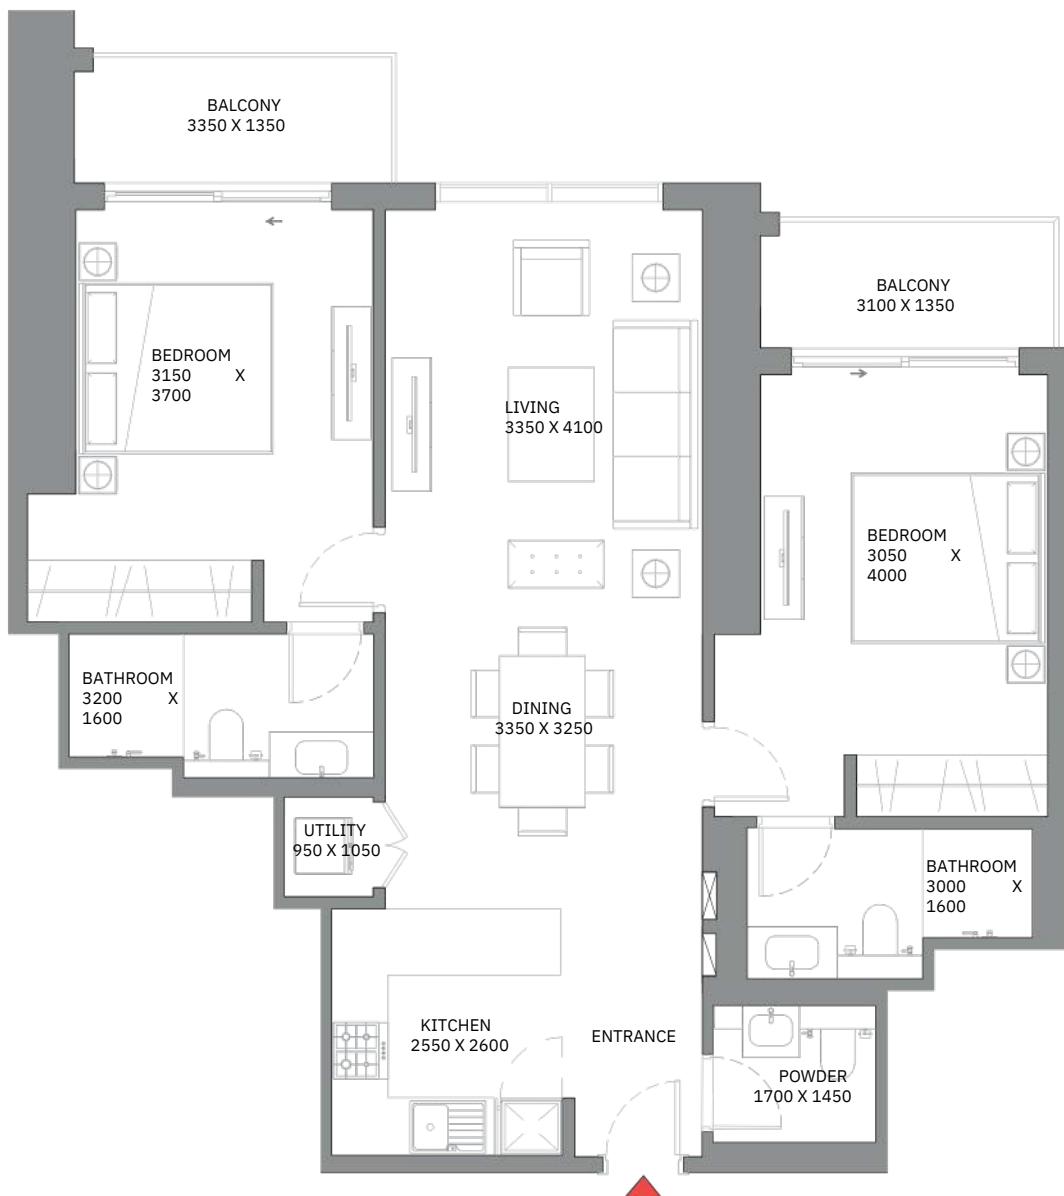 BALCONY
3350 X 1350
BALCONY
3100 X 1350
BEDROOM
3150 X
3700
LIVING
3350 X 4100
BEDROOM
3050 X
4000
BATHROOM
3200 X
1600
DINING
3350 X 3250
UTILITY
950 X 1050
BATHROOM
3000 X
1600
KITCHEN
2550 X 2600
ENTRANCE
POWDER
1700 X 1450